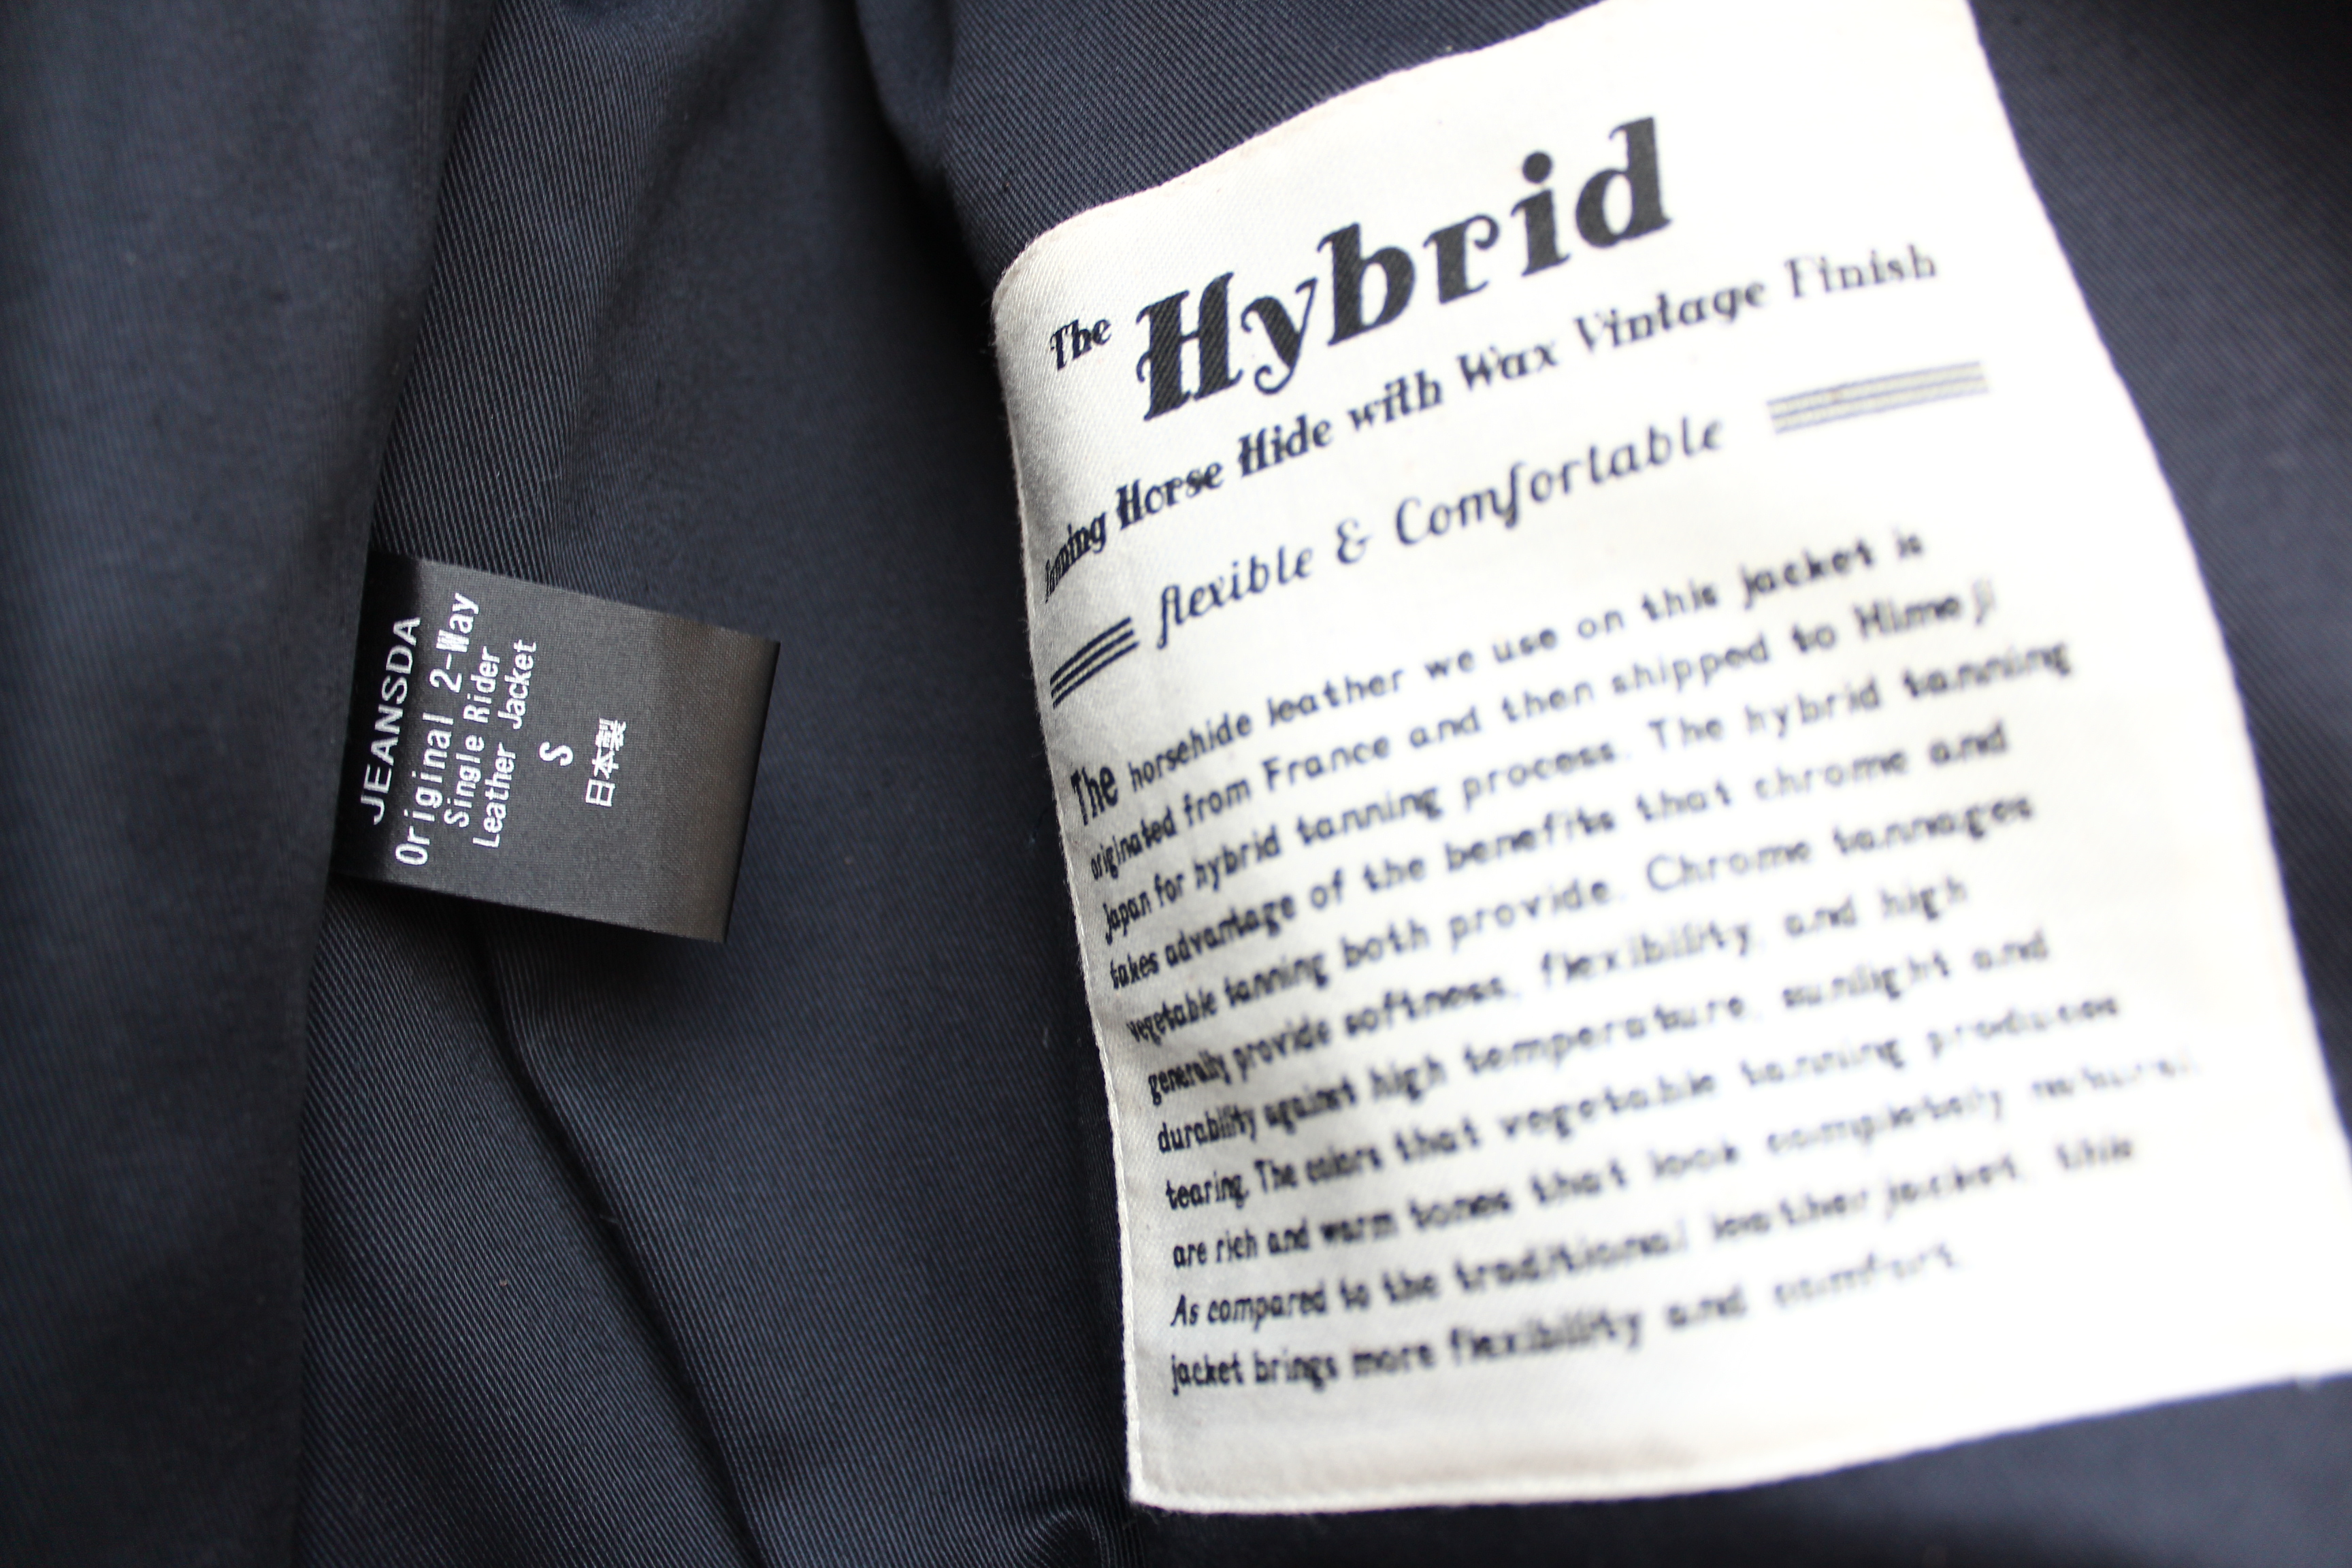 JEANSDA
Original 2-Way
Single Rider
Leather Jacket
S
日本製
The Hybrid
Horse Hide with Wax Vintage Finish
flexible & Comfortable
The horsehide leather we use on this jacket is
originated from France and then shipped to Himeji
Japan for hybrid tanning process. The hybrid tanning
takes advantage of the benefits that chrome and
vegetable tanning both provide. Chrome tannages
generally provide softness, flexibility, and high
durability against high temperature, sunlight and
tearing. The colors that vegetable tanning produces
are rich and warm tones that look completely natural.
As compared to the traditional leather jacket, this
jacket brings more flexibility and comfort.